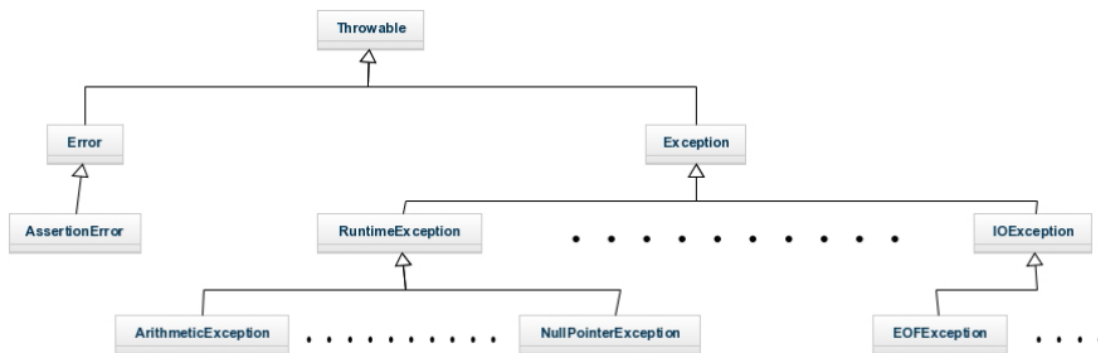 Throwable
Error
Exception
AssertionError
RuntimeException
IOException
ArithmeticException
NullPointerException
EOFException